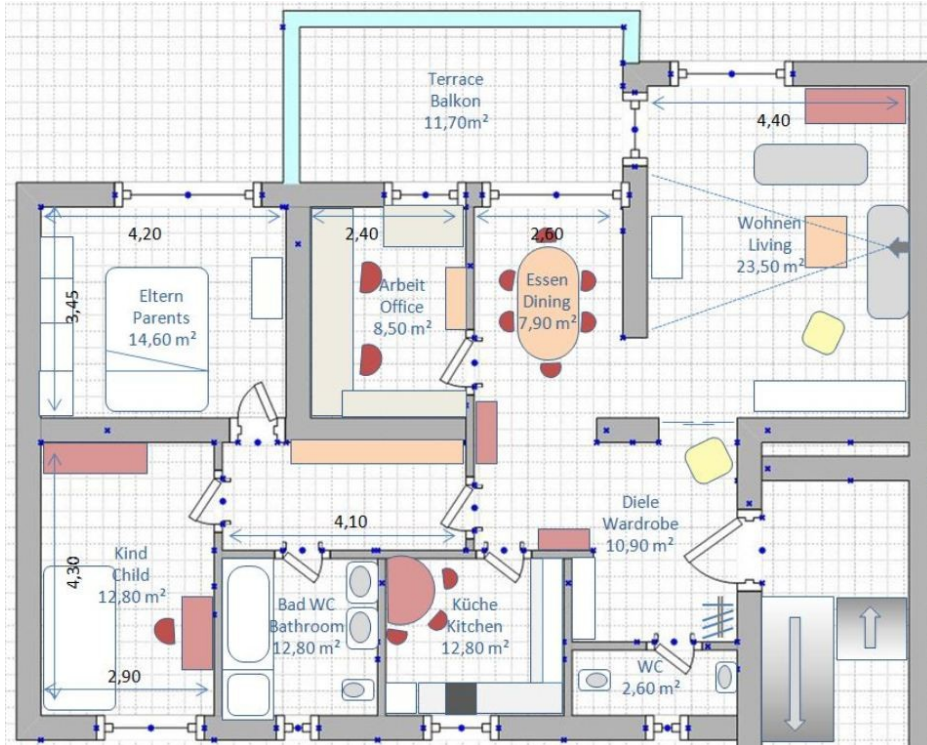 Terrace
Balkon
11,70m²
4,40
4,20
2,40
2,60
Wohnen
Living
23,50 m²
3,45
Eltern
Parents
14,60 m²
Arbeit
Office
8,50 m²
Essen
Dining
7,90 m²
4,10
Diele
Wardrobe
10,90 m²
4,30
Kind
Child
12,80 m²
Bad WC
Bathroom
12,80 m²
Küche
Kitchen
12,80 m²
WC
2,60 m²
2,90